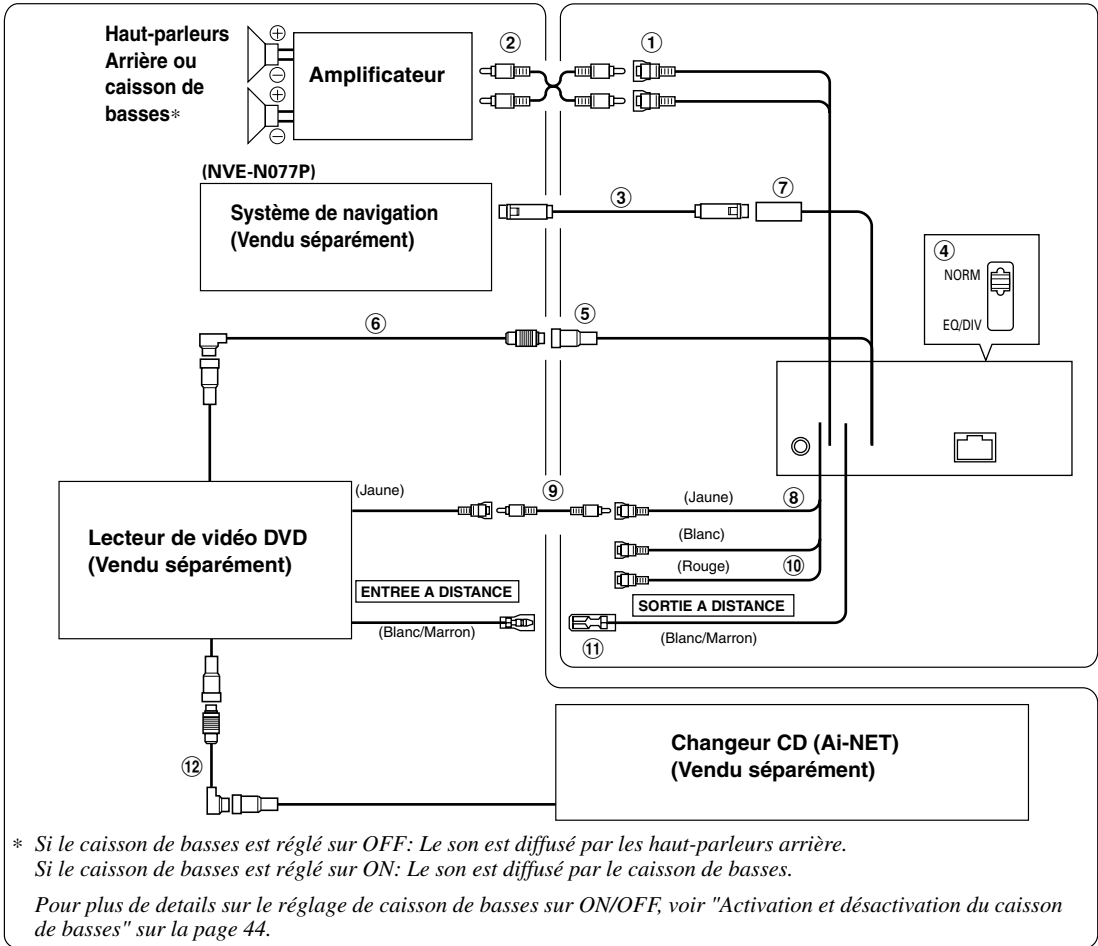 Haut-parleurs
Arrière ou
caisson de
basses*
⊕
⊖
⊕
⊖
Amplificateur
②
①
(NVE-N077P)
Système de navigation
(Vendu séparément)
③
⑦
④
NORM
EQ/DIV
⑥
⑤
Lecteur de vidéo DVD
(Vendu séparément)
(Jaune)
⑨
(Jaune)
⑧
(Blanc)
(Rouge)
⑩
ENTREE A DISTANCE
(Blanc/Marron)
SORTIE A DISTANCE
(Blanc/Marron)
⑪
⑫
Changeur CD (Ai-NET)
(Vendu séparément)
* Si le caisson de basses est réglé sur OFF: Le son est diffusé par les haut-parleurs arrière.
Si le caisson de basses est réglé sur ON: Le son est diffusé par le caisson de basses.
Pour plus de details sur le réglage de caisson de basses sur ON/OFF, voir "Activation et désactivation du caisson
de basses" sur la page 44.